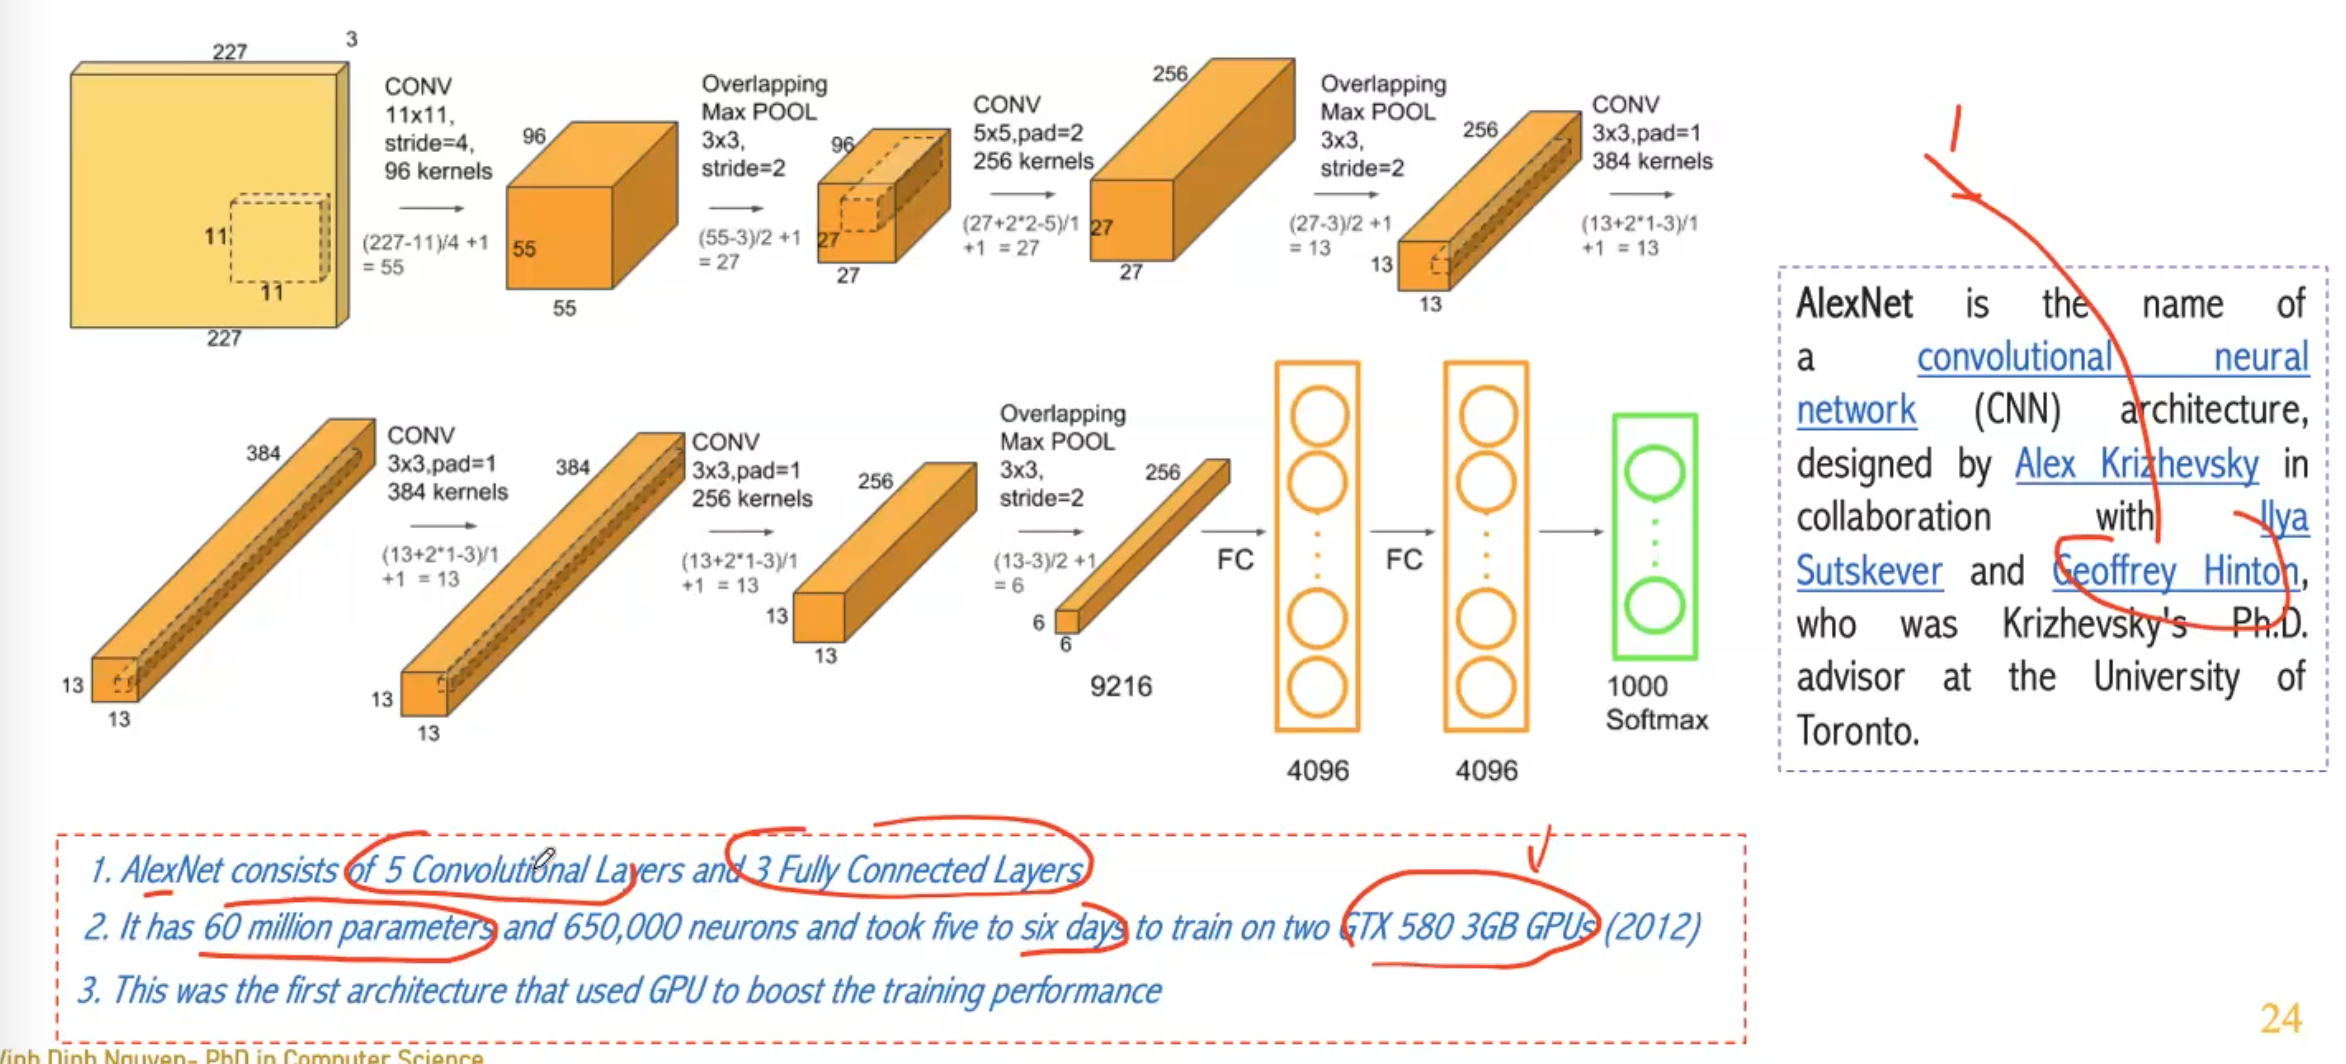 227
3
CONV
11x11,
stride=4,
96 kernels
(227-11)/4 +1
= 55
11
11
227
96
55
55
Overlapping
Max POOL
3x3,
stride=2
(55-3)/2 +1
= 27
96
27
27
CONV
5x5,pad=2
256 kernels
(27+2*2-5)/1
+1 = 27
256
27
27
Overlapping
Max POOL
3x3,
stride=2
(27-3)/2 +1
= 13
256
13
13
CONV
3x3,pad=1
384 kernels
(13+2*1-3)/1
+1 = 13
384
13
13
CONV
3x3,pad=1
384 kernels
(13+2*1-3)/1
+1 = 13
384
13
13
CONV
3x3,pad=1
256 kernels
(13+2*1-3)/1
+1 = 13
256
13
13
Overlapping
Max POOL
3x3,
stride=2
(13-3)/2 +1
= 6
256
6
6
9216
FC
4096
FC
4096
1000
Softmax
AlexNet is the name of
a convolutional neural
network (CNN) architecture,
designed by Alex Krizhevsky in
collaboration with Ilya
Sutskever and Geoffrey Hinton,
who was Krizhevsky's Ph.D.
advisor at the University of
Toronto.
1. AlexNet consists of 5 Convolutional Layers and 3 Fully Connected Layers
2. It has 60 million parameters and 650,000 neurons and took five to six days to train on two GTX 580 3GB GPUs (2012)
3. This was the first architecture that used GPU to boost the training performance
24
Vinh Dinh Nguyen- PhD in Computer Science